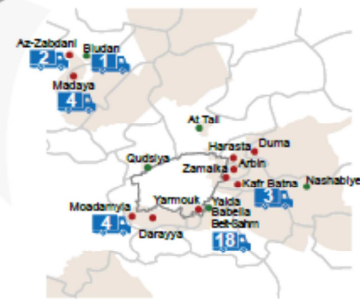 Az-Zabdani
Bludan
2
1
Madaya
4
At Tall
Harasta
Duma
Qudsiya
Zamalka
Arbin
Kafr Batna
Nashabiye
3
Moadamyia
Yarmouk
Yalda
Babella
Beit-Sahm
4
Darayya
18